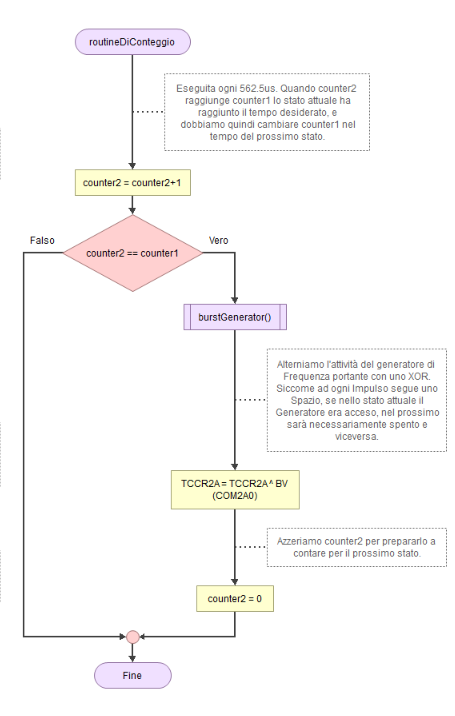 routineDiConteggio
Eseguita ogni 562.5us. Quando counter2
raggiunge counter1 lo stato attuale ha
raggiunto il tempo desiderato, e
dobbiamo quindi cambiare counter1 nel
tempo del prossimo stato.
counter2 = counter2+1
Falso
Vero
counter2 == counter1
burstGenerator()
Alterniamo l'attività del generatore di
Frequenza portante con uno XOR.
Siccome ad ogni Impulso segue uno
Spazio, se nello stato attuale il
Generatore era acceso, nel prossimo
sarà necessariamente spento e
viceversa.
TCCR2A = TCCR2A ^ BV
(COM2A0)
Azzeriamo counter2 per prepararlo a
contare per il prossimo stato.
counter2 = 0
Fine